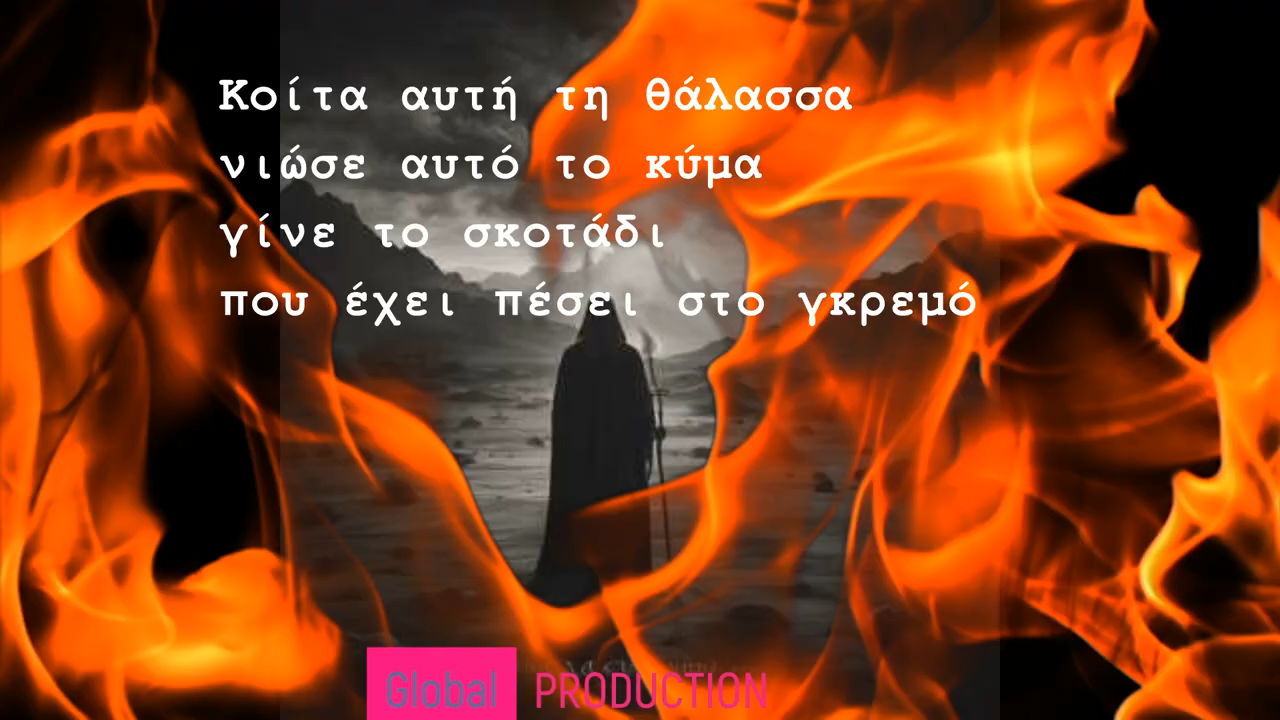 Κοίτα αυτή τη θάλασσα
νιώσε αυτό το κύμα
γίνε το σκοτάδι
που έχει πέσει στο γκρεμό
Global PRODUCTION